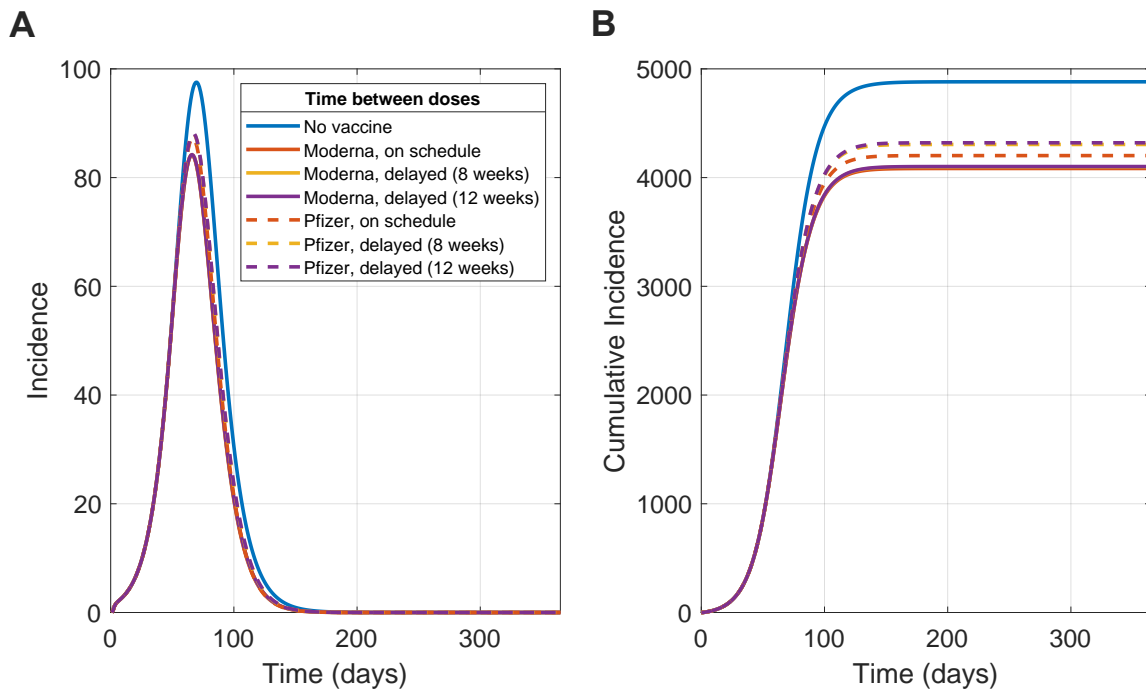 A
B
100
80
60
40
20
0
Incidence
0
100
200
300
Time (days)
Time between doses
No vaccine
Moderna, on schedule
Moderna, delayed (8 weeks)
Moderna, delayed (12 weeks)
Pfizer, on schedule
Pfizer, delayed (8 weeks)
Pfizer, delayed (12 weeks)
5000
4000
3000
2000
1000
0
Cumulative Incidence
0
100
200
300
Time (days)